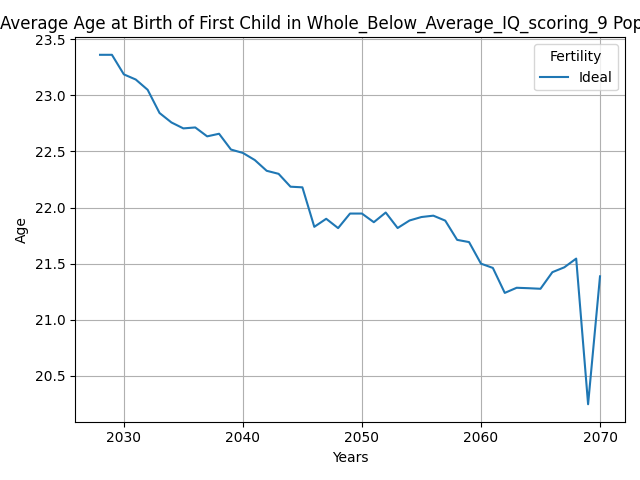 Average Age at Birth of First Child in Whole_Below_Average_IQ_scoring_9 Pop
23.5
23.0
22.5
22.0
21.5
21.0
20.5
Age
Fertility
Ideal
2030 2040 2050 2060 2070
Years